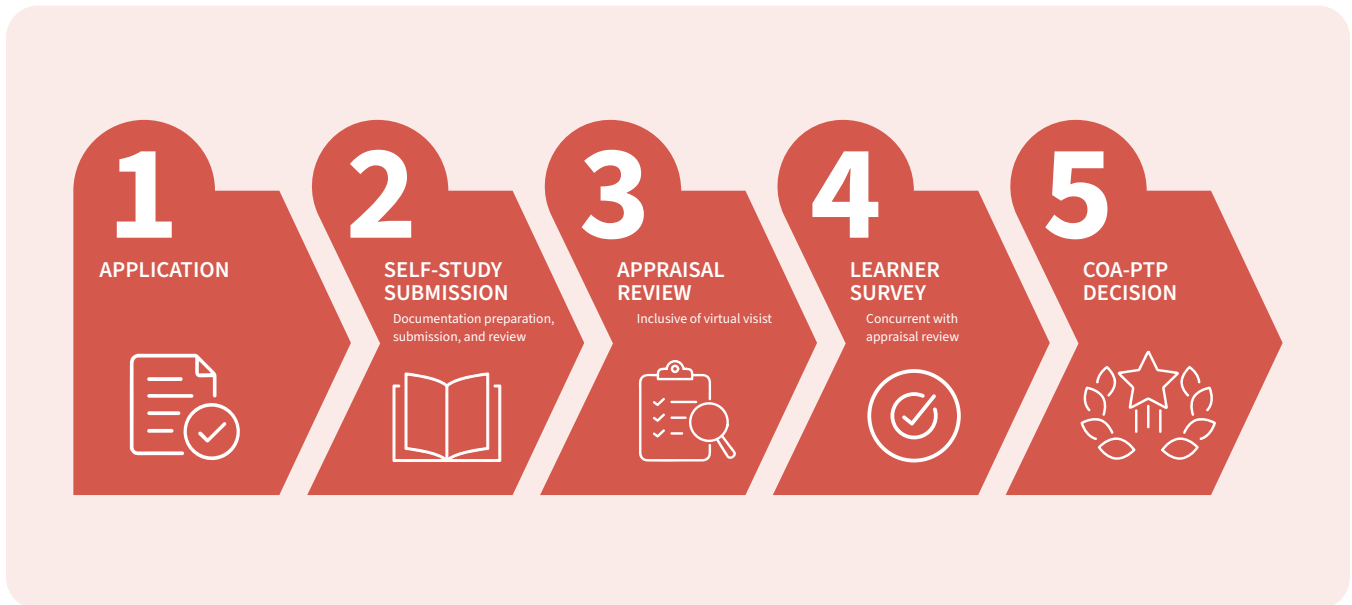 1
APPLICATION
2
SELF-STUDY
SUBMISSION
Documentation preparation,
submission, and review
3
APPRAISAL
REVIEW
Inclusive of virtual visist
4
LEARNER
SURVEY
Concurrent with
appraisal review
5
COA-PTP
DECISION